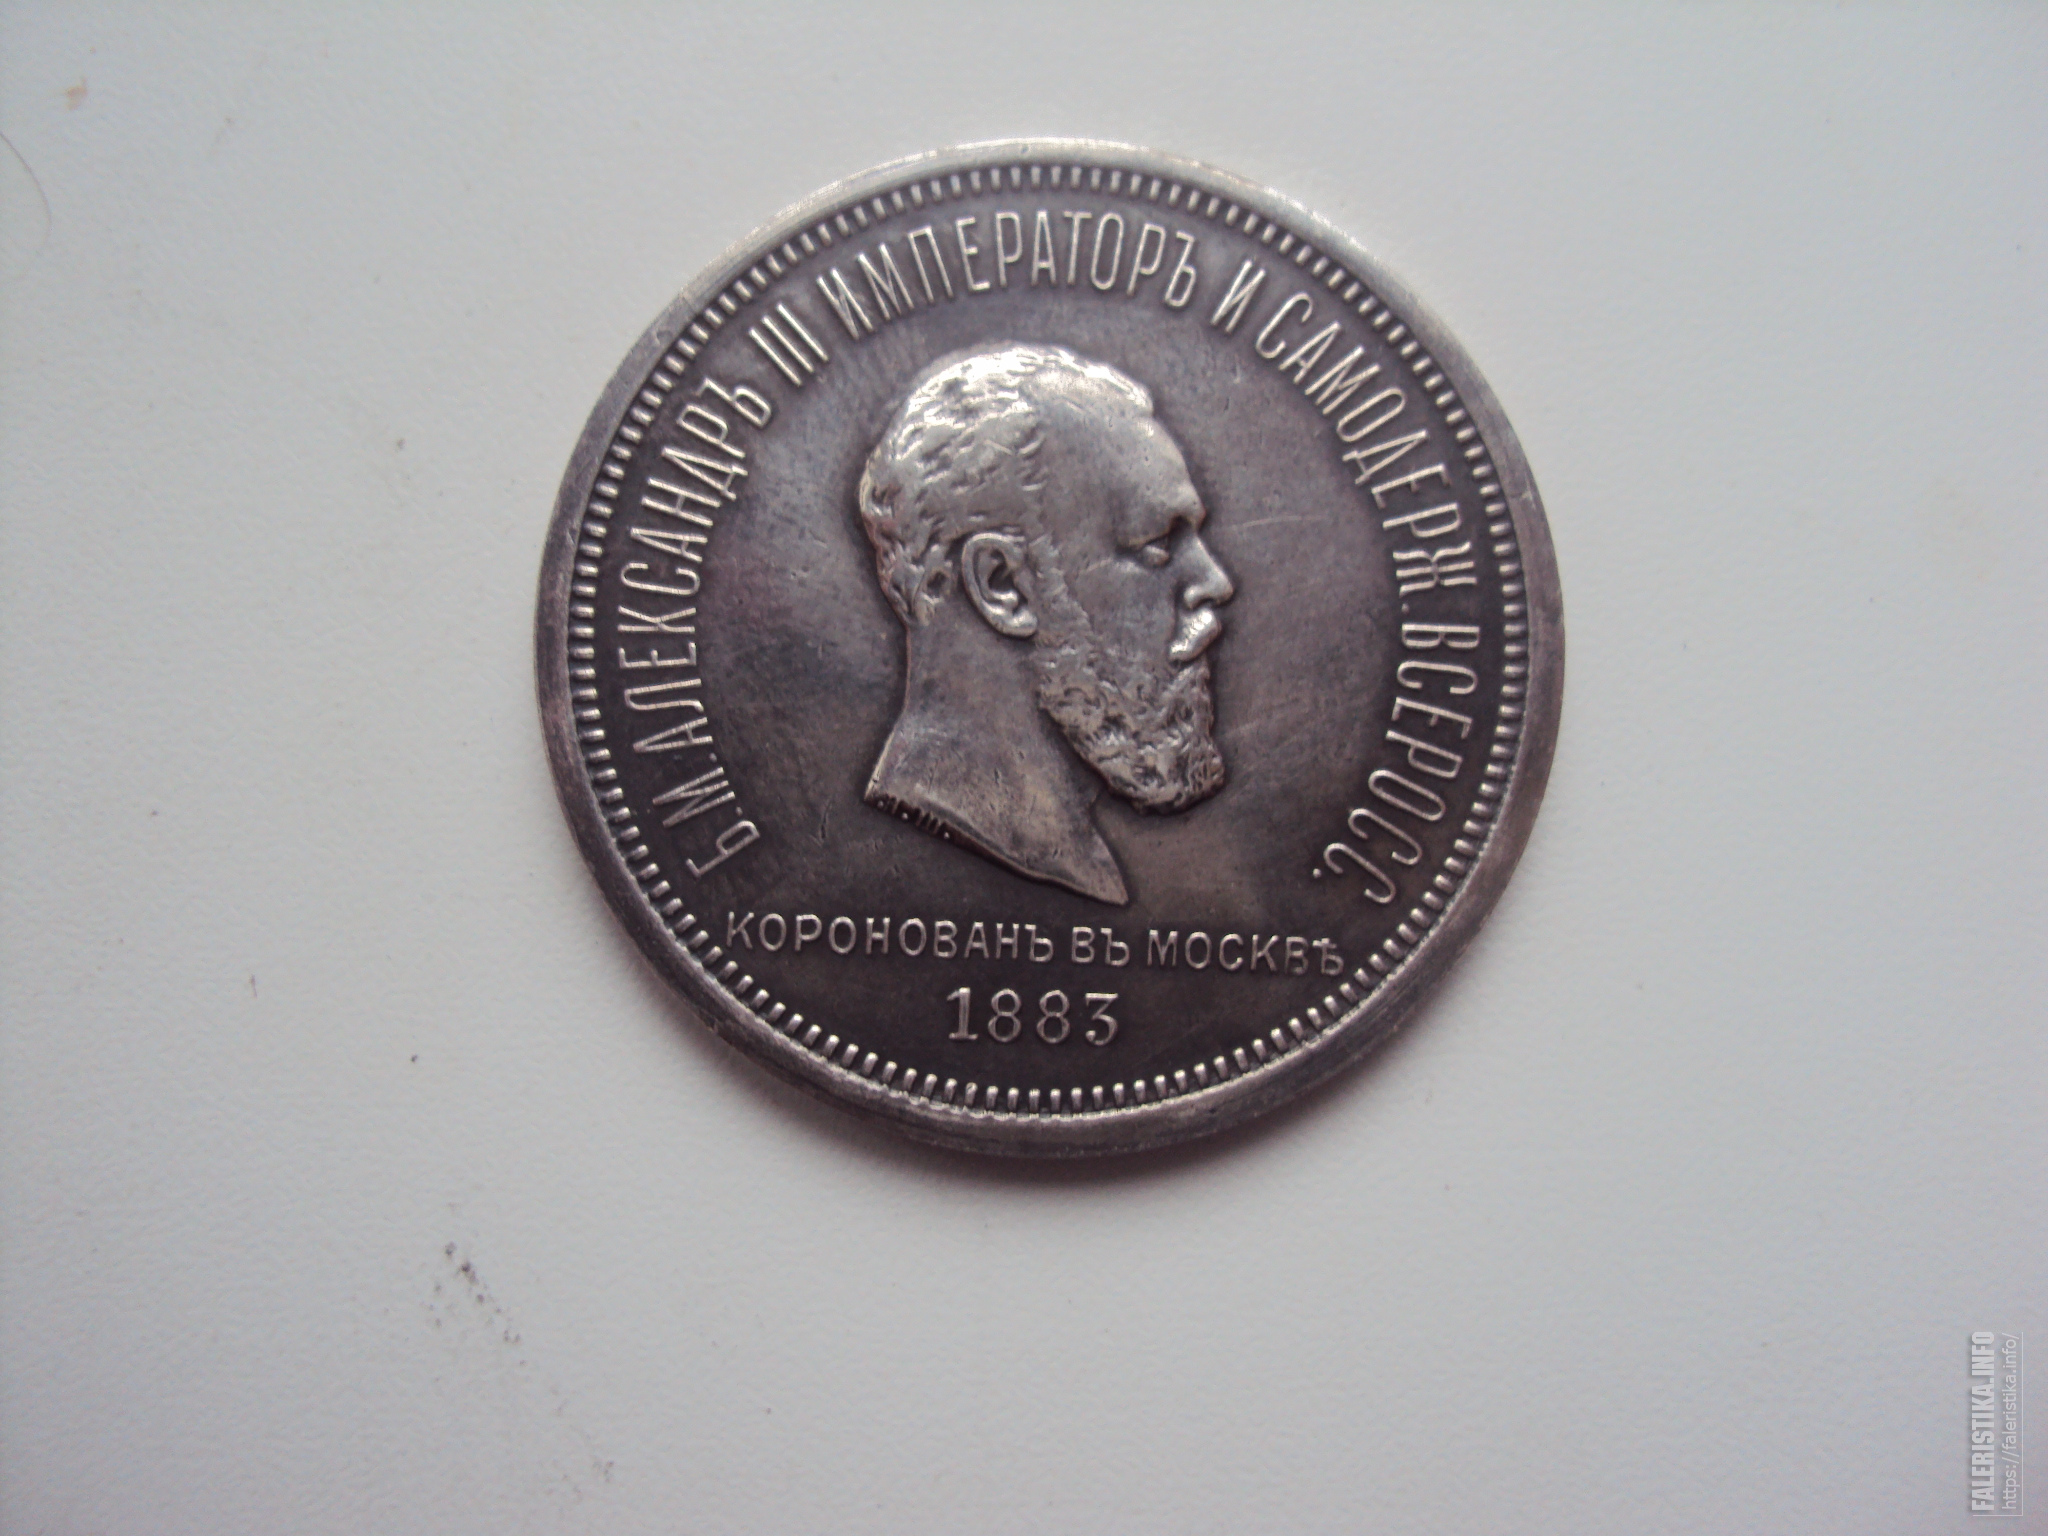 Б.М.АЛЕКСАНДРЪ III ИМПЕРАТОРЪ И САМОДЕРЖ.ВСЕРОСС.
КОРОНОВАНЪ ВЪ МОСКВѢ
1883
FALERISTIKA.INFO
https://faleristika.info/